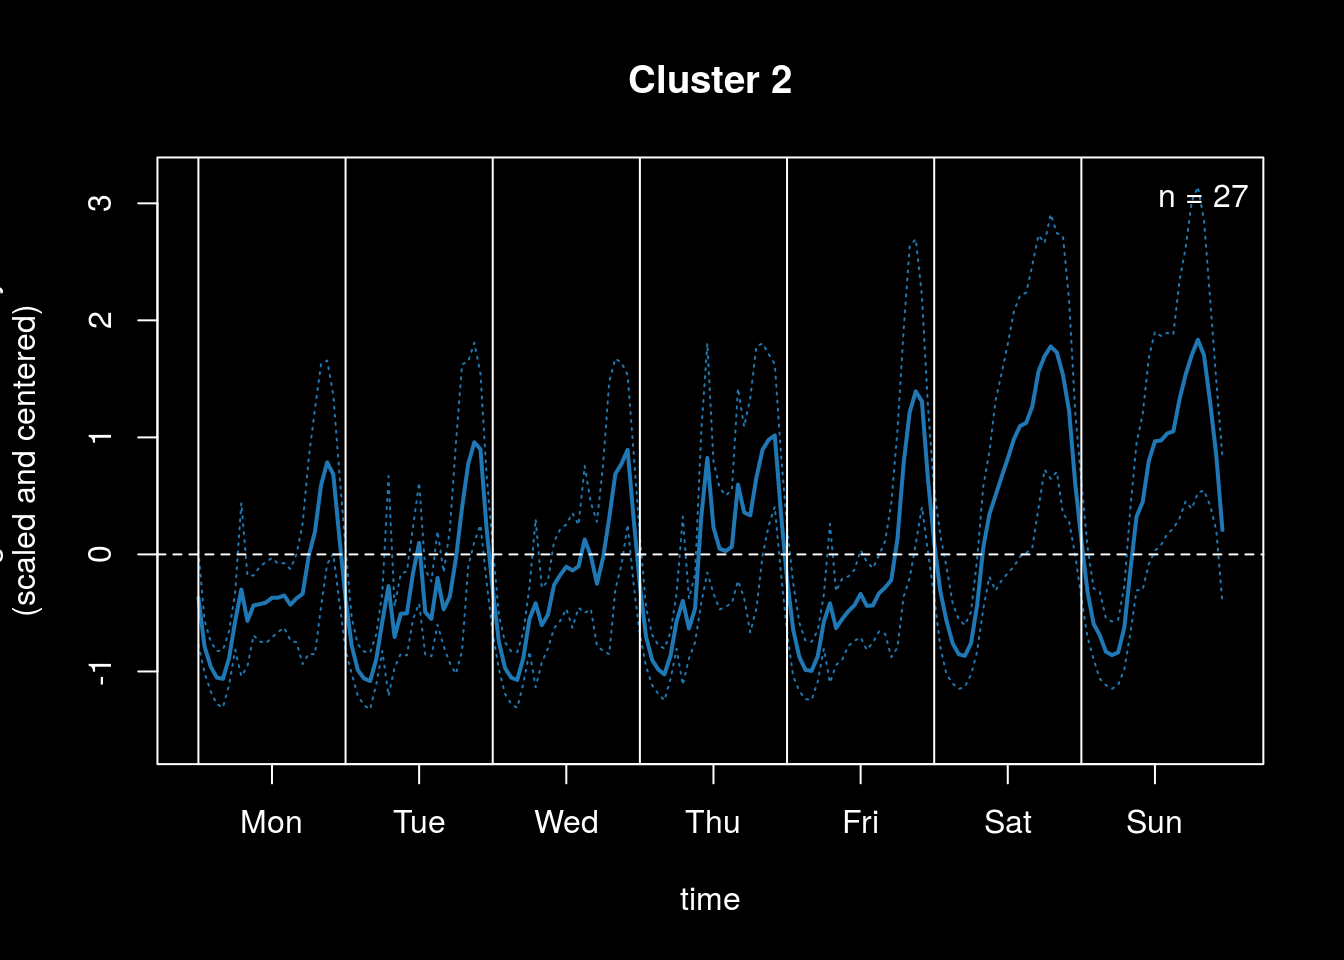 Cluster 2
n = 27
3
2
1
0
-1
(scaled and centered)
Mon Tue Wed Thu Fri Sat Sun
time